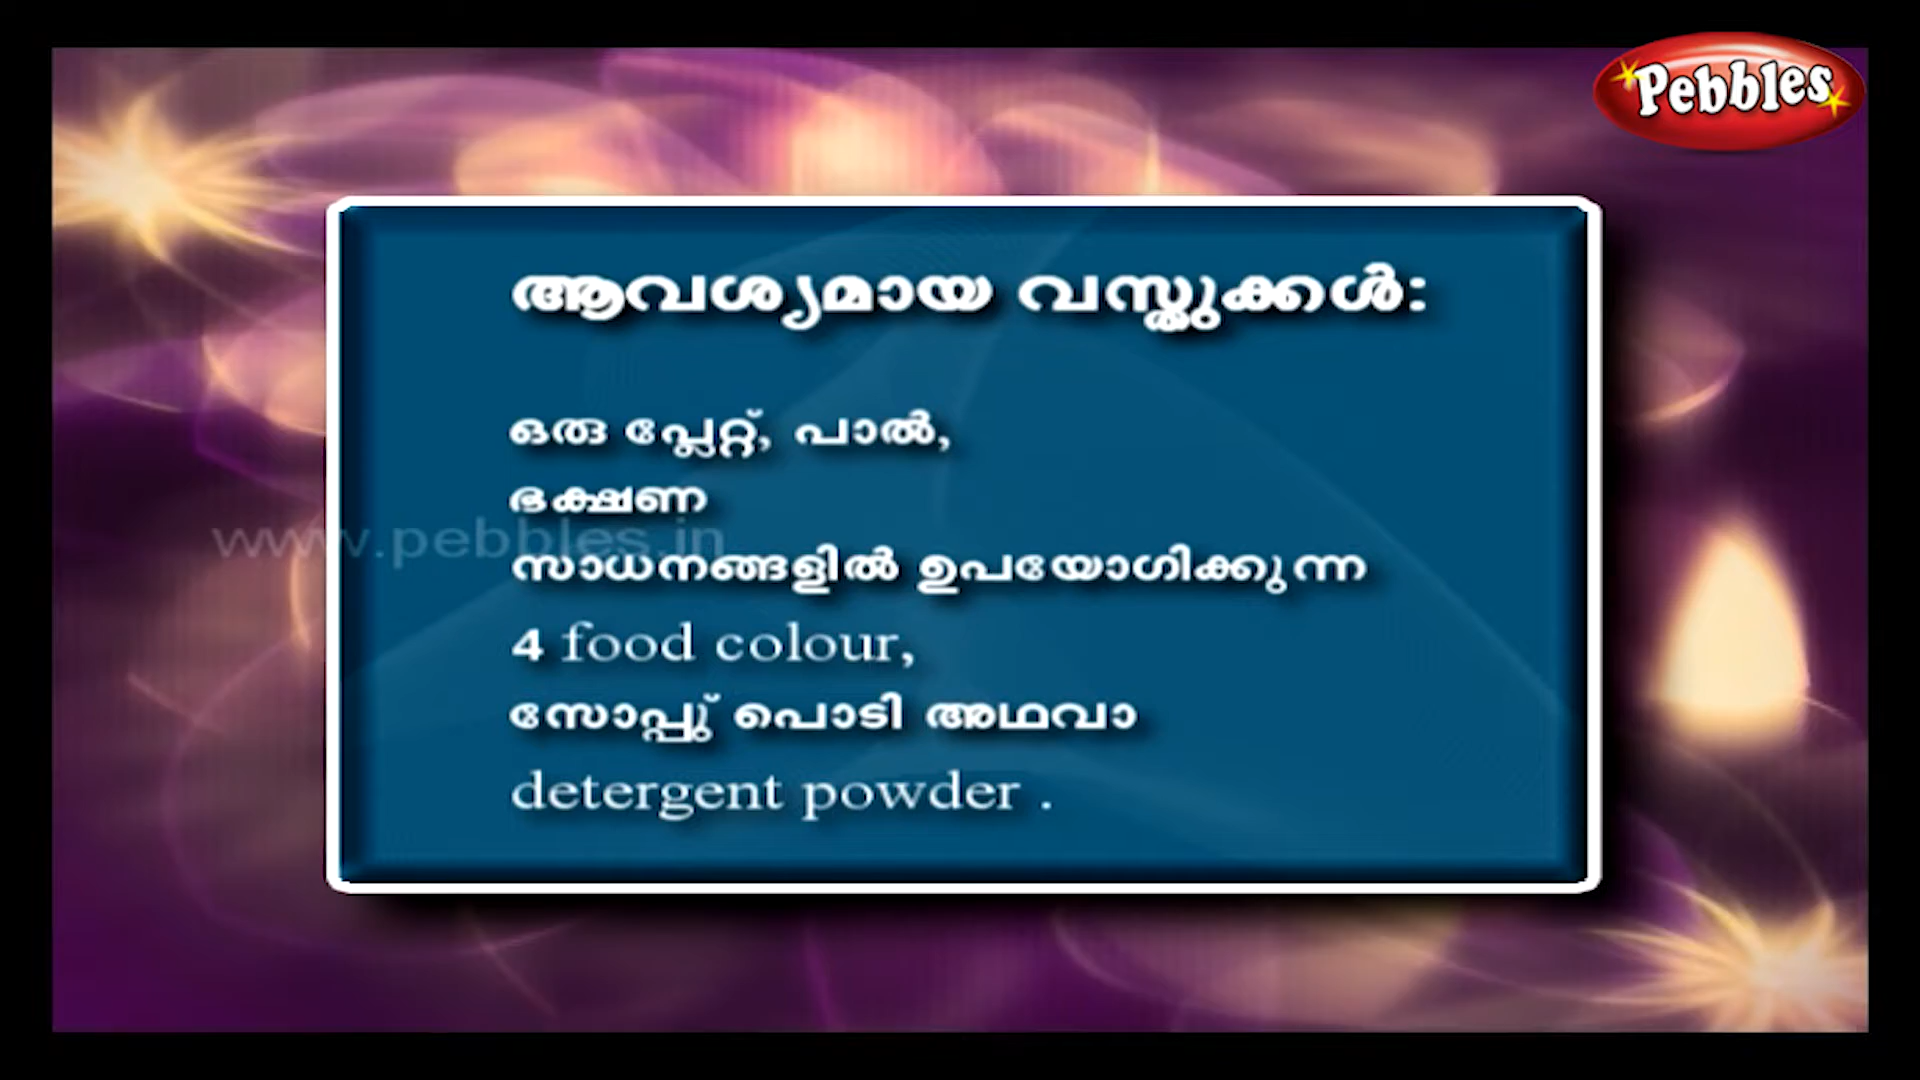 Pebbles
ആവശ്യമായ വസ്തുക്കൾ:
ഒരു പ്ലേറ്റ്, പാൽ,
ഭക്ഷണ
www.pebbles.in
സാധനങ്ങളിൽ ഉപയോഗിക്കുന്ന
4 food colour,
സോപ്പു് പൊടി അഥവാ
detergent powder .